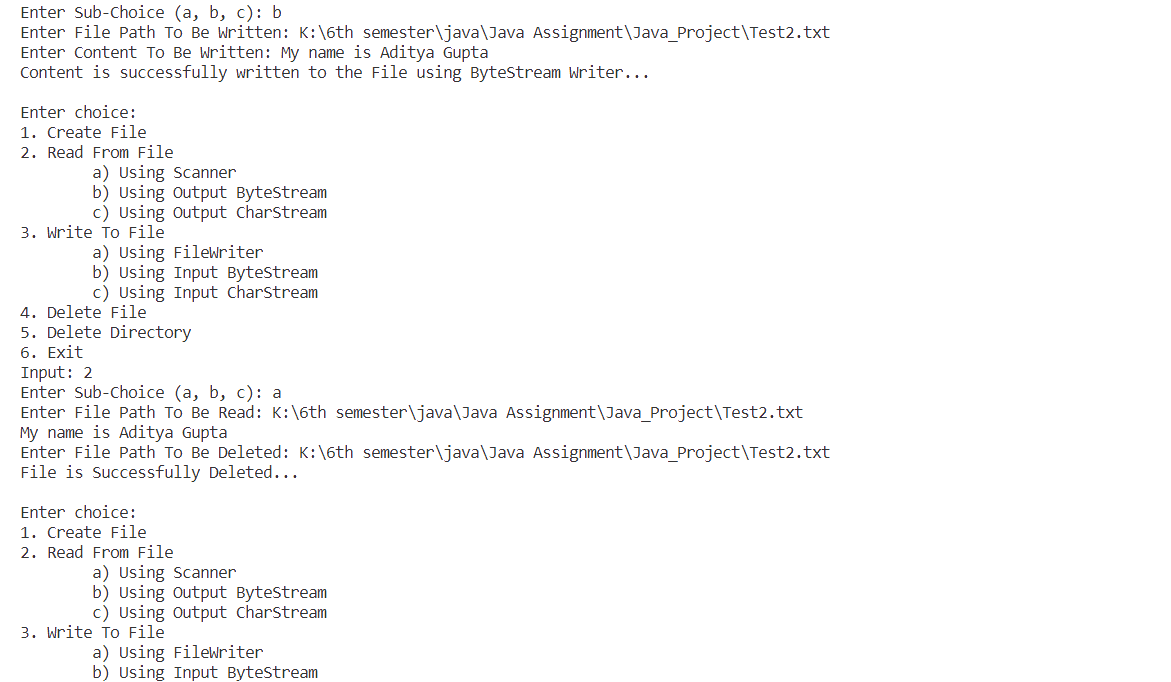 Enter Sub-Choice (a, b, c): b
Enter File Path To Be Written: K:\6th semester\java\Java Assignment\Java_Project\Test2.txt
Enter Content To Be Written: My name is Aditya Gupta
Content is successfully written to the File using ByteStream Writer...

Enter choice:
1. Create File
2. Read From File
        a) Using Scanner
        b) Using Output ByteStream
        c) Using Output CharStream
3. Write To File
        a) Using FileWriter
        b) Using Input ByteStream
        c) Using Input CharStream
4. Delete File
5. Delete Directory
6. Exit
Input: 2
Enter Sub-Choice (a, b, c): a
Enter File Path To Be Read: K:\6th semester\java\Java Assignment\Java_Project\Test2.txt
My name is Aditya Gupta
Enter File Path To Be Deleted: K:\6th semester\java\Java Assignment\Java_Project\Test2.txt
File is Successfully Deleted...

Enter choice:
1. Create File
2. Read From File
        a) Using Scanner
        b) Using Output ByteStream
        c) Using Output CharStream
3. Write To File
        a) Using FileWriter
        b) Using Input ByteStream